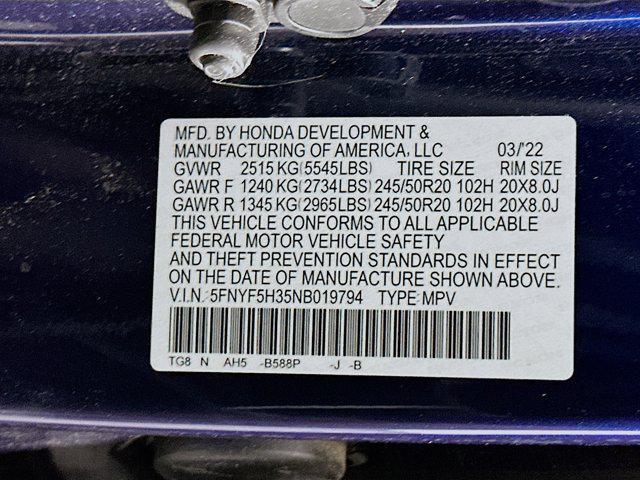 MFD. BY HONDA DEVELOPMENT &
MANUFACTURING OF AMERICA, LLC 03/'22
GVWR 2515 KG(5545LBS) TIRE SIZE RIM SIZE
GAWR F 1240 KG(2734LBS) 245/50R20 102H 20X8.0J
GAWR R 1345 KG(2965LBS) 245/50R20 102H 20X8.0J
THIS VEHICLE CONFORMS TO ALL APPLICABLE
FEDERAL MOTOR VEHICLE SAFETY
AND THEFT PREVENTION STANDARDS IN EFFECT
ON THE DATE OF MANUFACTURE SHOWN ABOVE.
V.I.N.:5FNYF5H35NB019794 TYPE:MPV
TG8 N AH5 -B588P -J -B